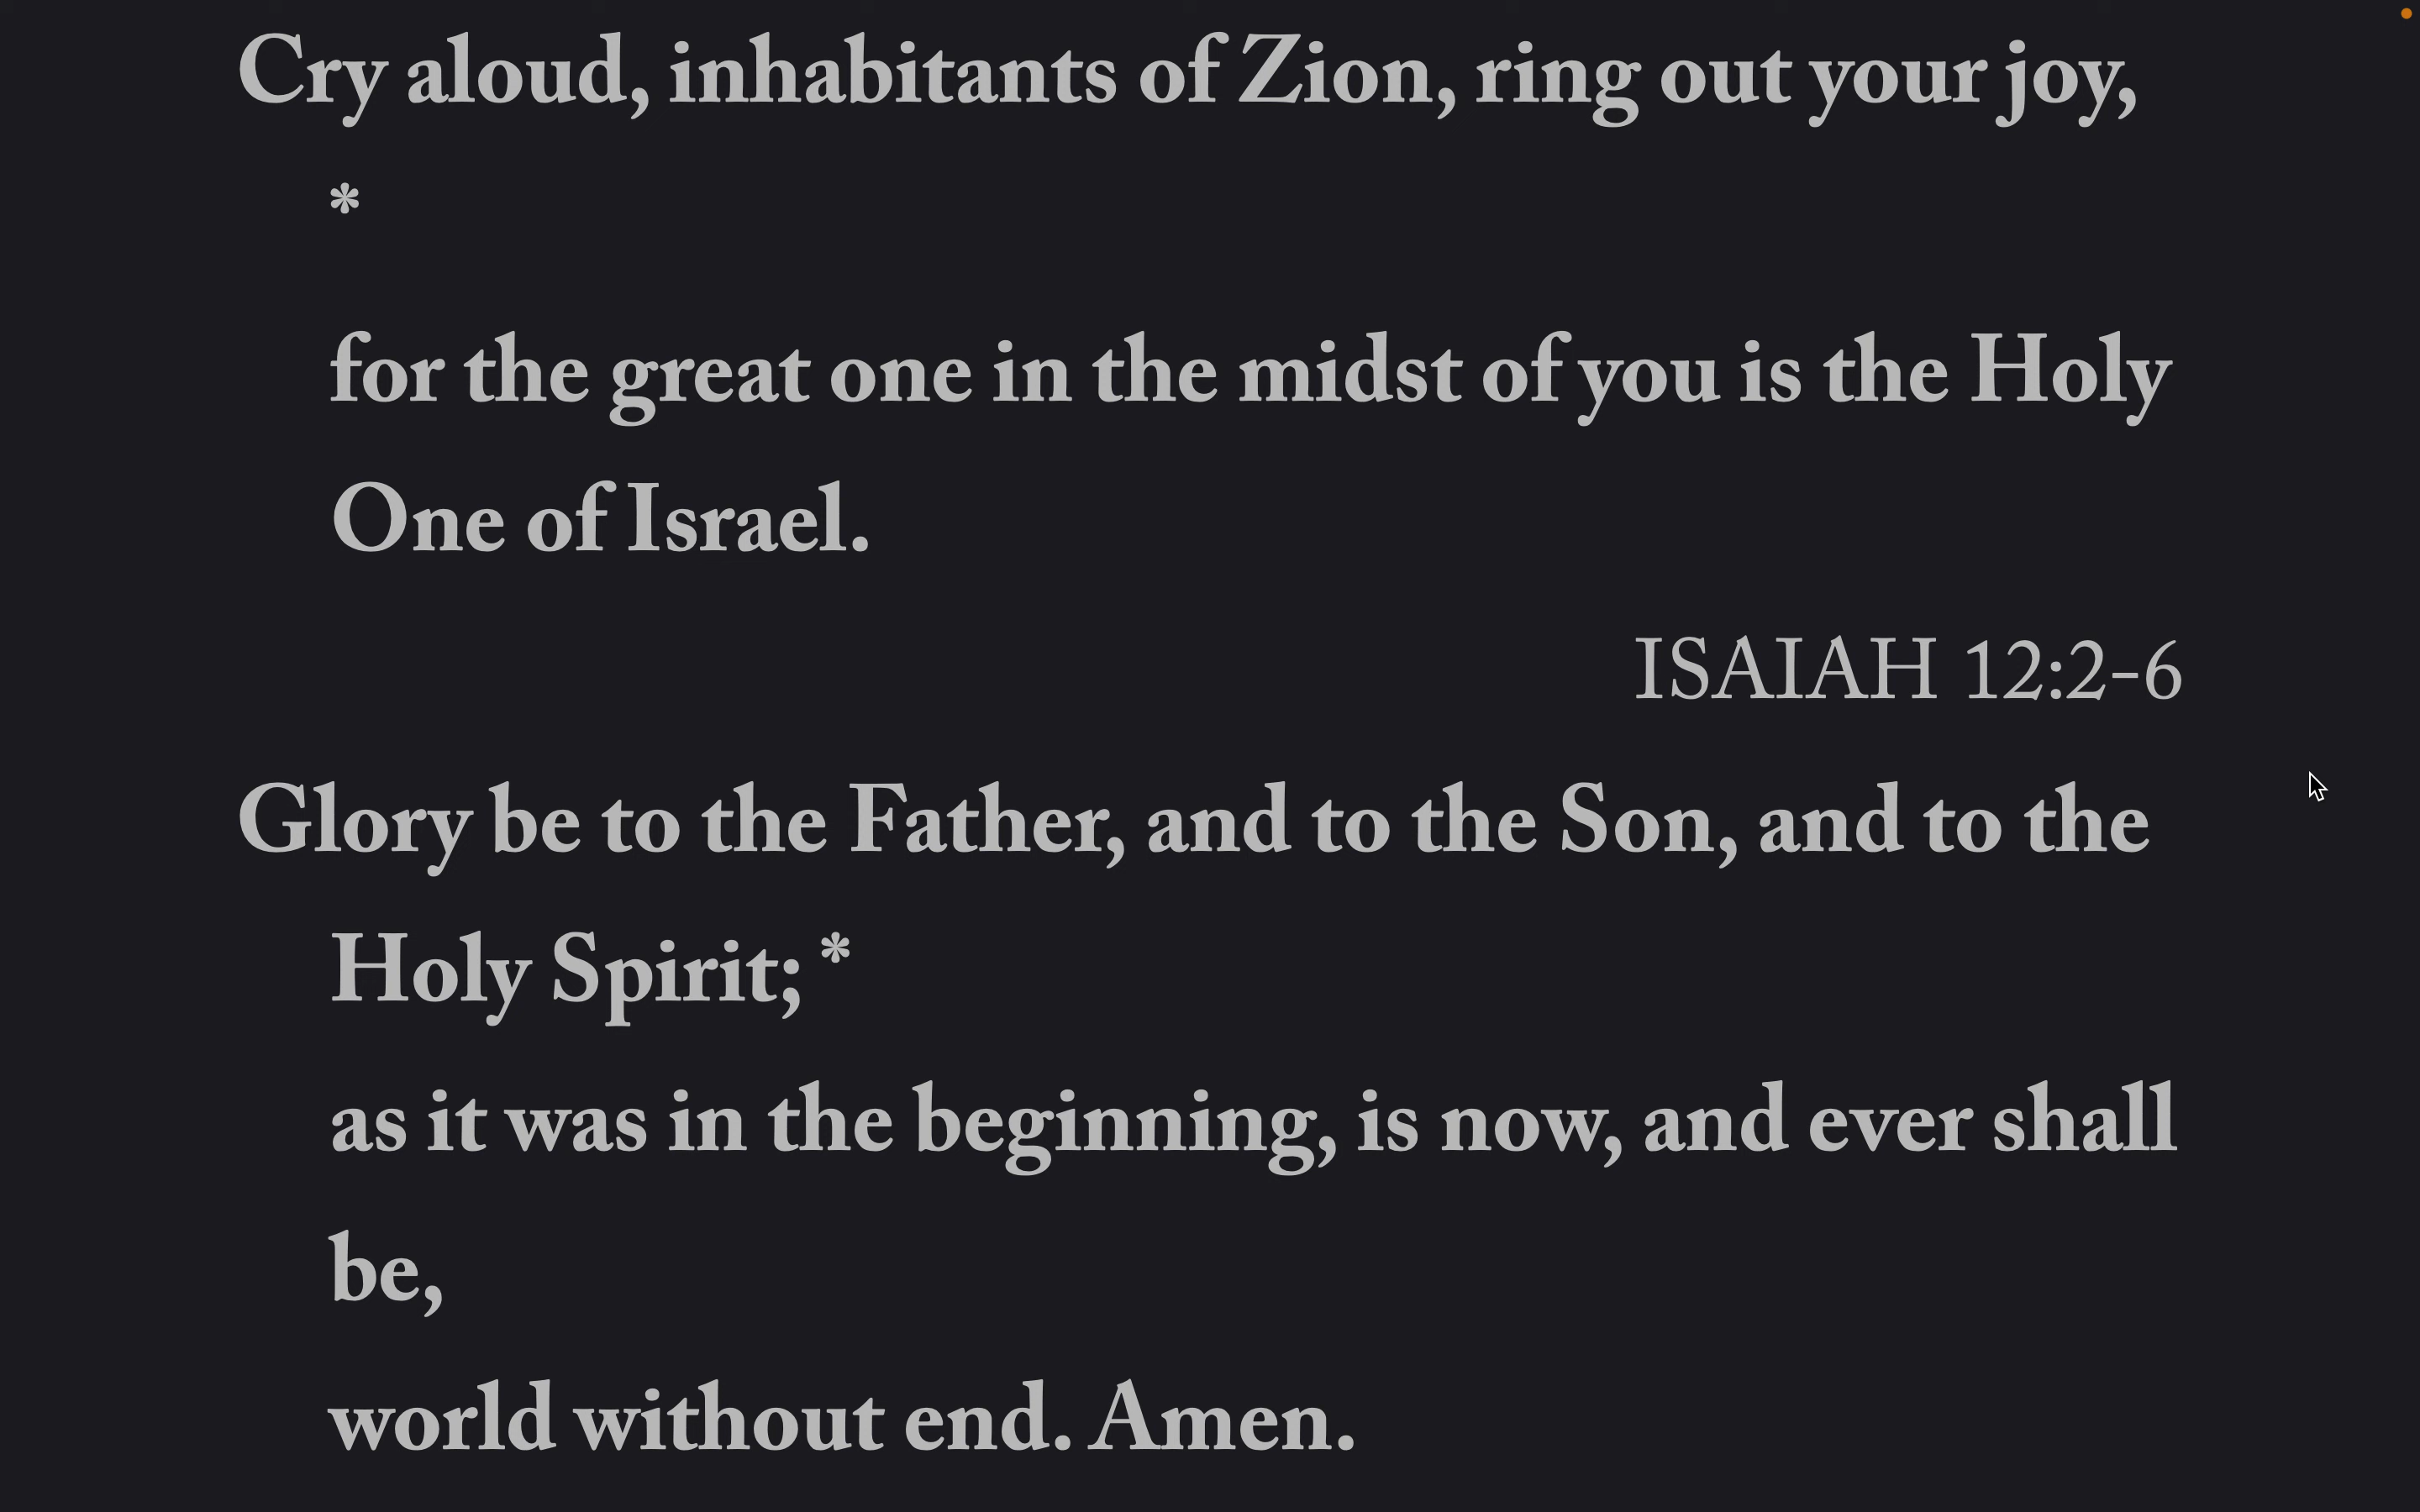 Cry aloud, inhabitants of Zion, ring out your joy,
*
for the great one in the midst of you is the Holy
One of Israel.
ISAIAH 12:2–6
Glory be to the Father, and to the Son, and to the
Holy Spirit;*
as it was in the beginning, is now, and ever shall
be,
world without end. Amen.